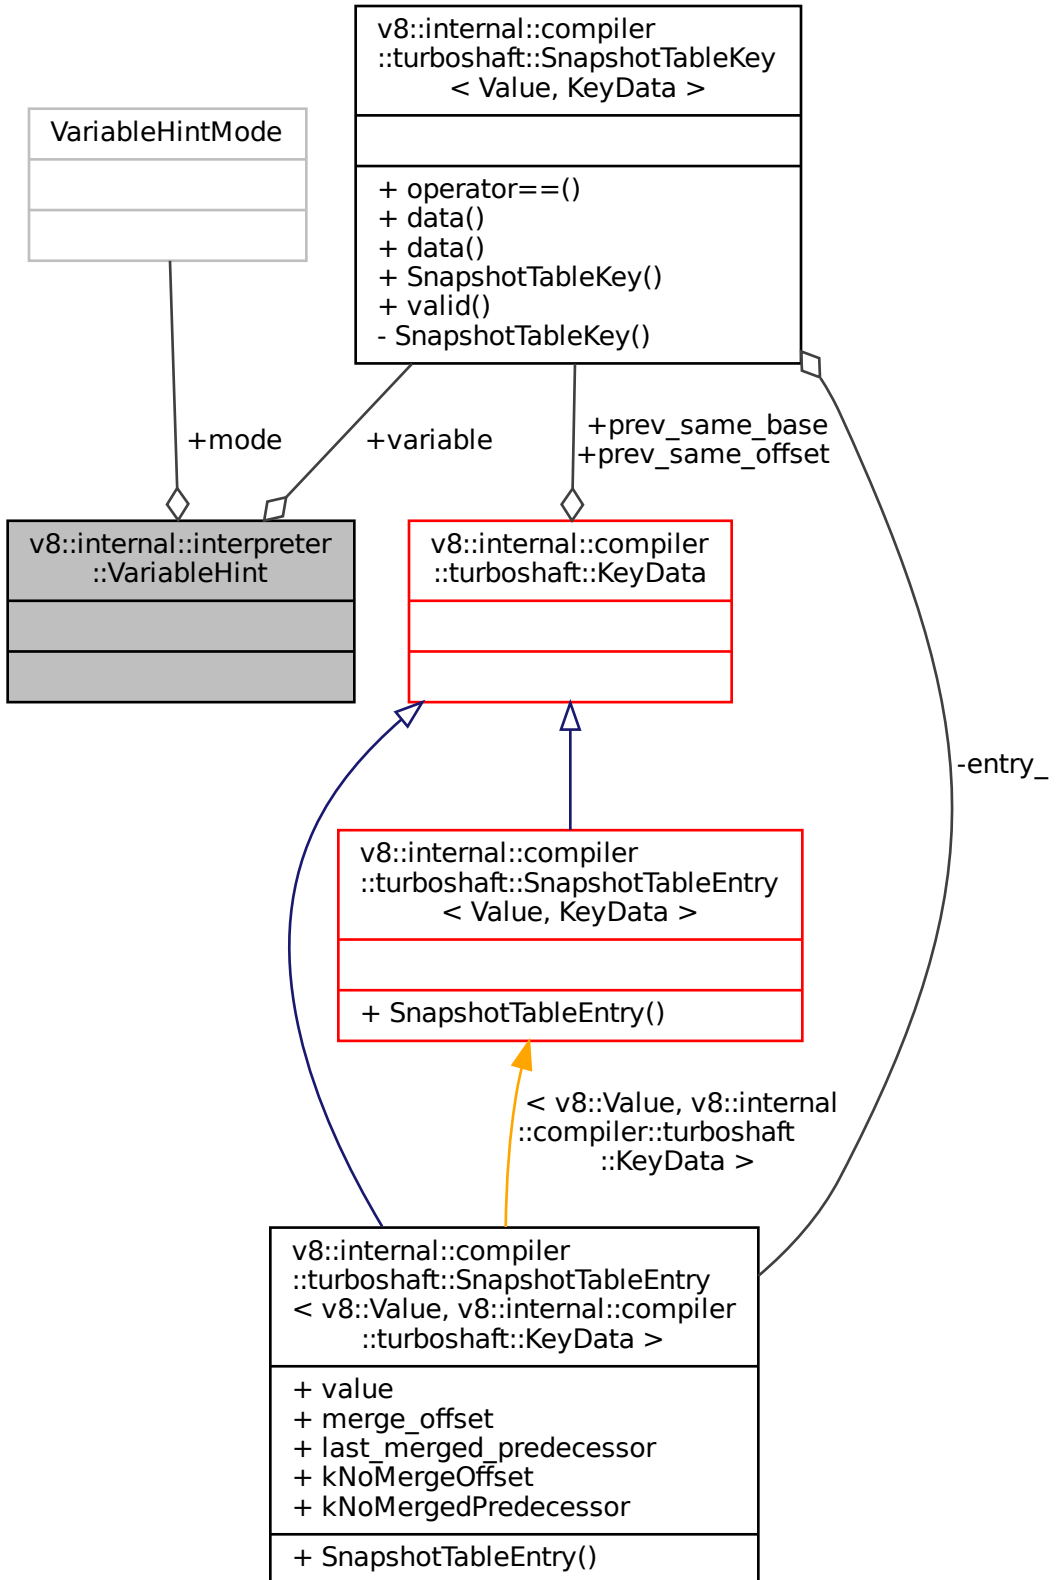 v8::internal::compiler
::turboshaft::SnapshotTableKey
< Value, KeyData >
+ operator==()
+ data()
+ data()
+ SnapshotTableKey()
+ valid()
- SnapshotTableKey()
VariableHintMode
+mode
+variable
+prev_same_base
+prev_same_offset
v8::internal::interpreter
::VariableHint
v8::internal::compiler
::turboshaft::KeyData
-entry_
v8::internal::compiler
::turboshaft::SnapshotTableEntry
< Value, KeyData >
+ SnapshotTableEntry()
< v8::Value, v8::internal
::compiler::turboshaft
::KeyData >
v8::internal::compiler
::turboshaft::SnapshotTableEntry
< v8::Value, v8::internal::compiler
::turboshaft::KeyData >
+ value
+ merge_offset
+ last_merged_predecessor
+ kNoMergeOffset
+ kNoMergedPredecessor
+ SnapshotTableEntry()